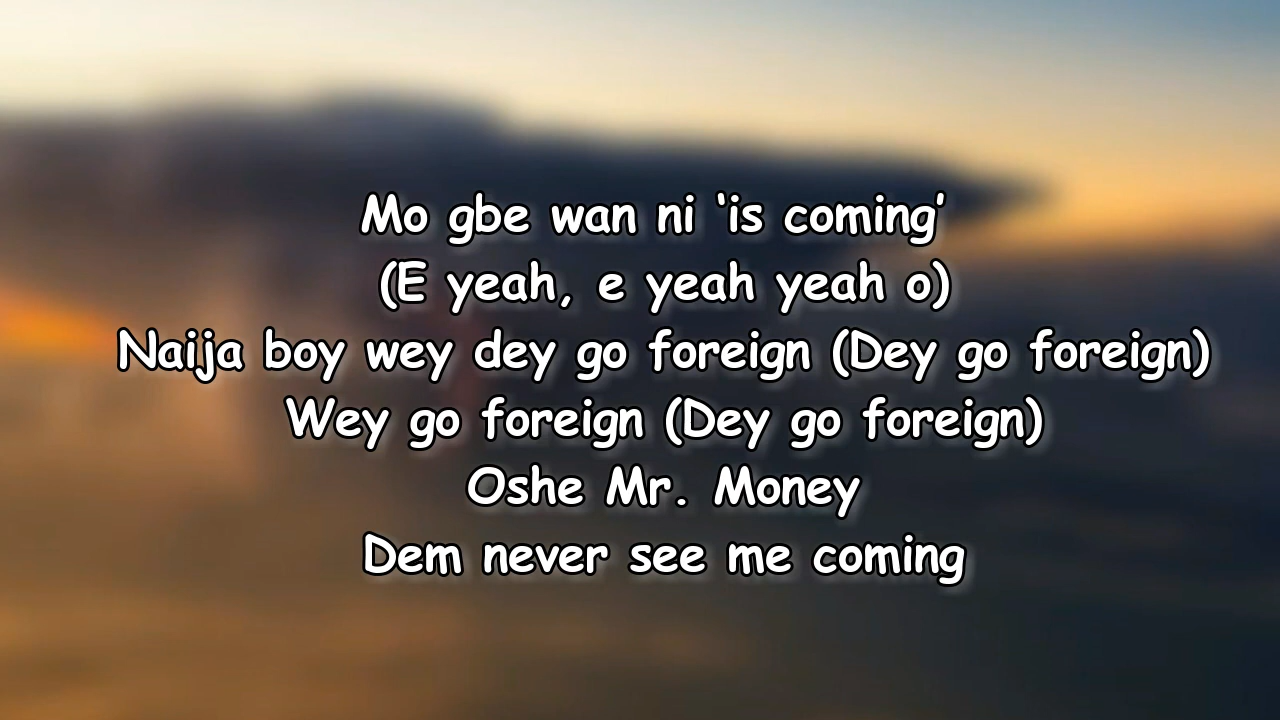 Mo gbe wan ni ‘is coming’
(E yeah, e yeah yeah o)
Naija boy wey dey go foreign (Dey go foreign)
Wey go foreign (Dey go foreign)
Oshe Mr. Money
Dem never see me coming